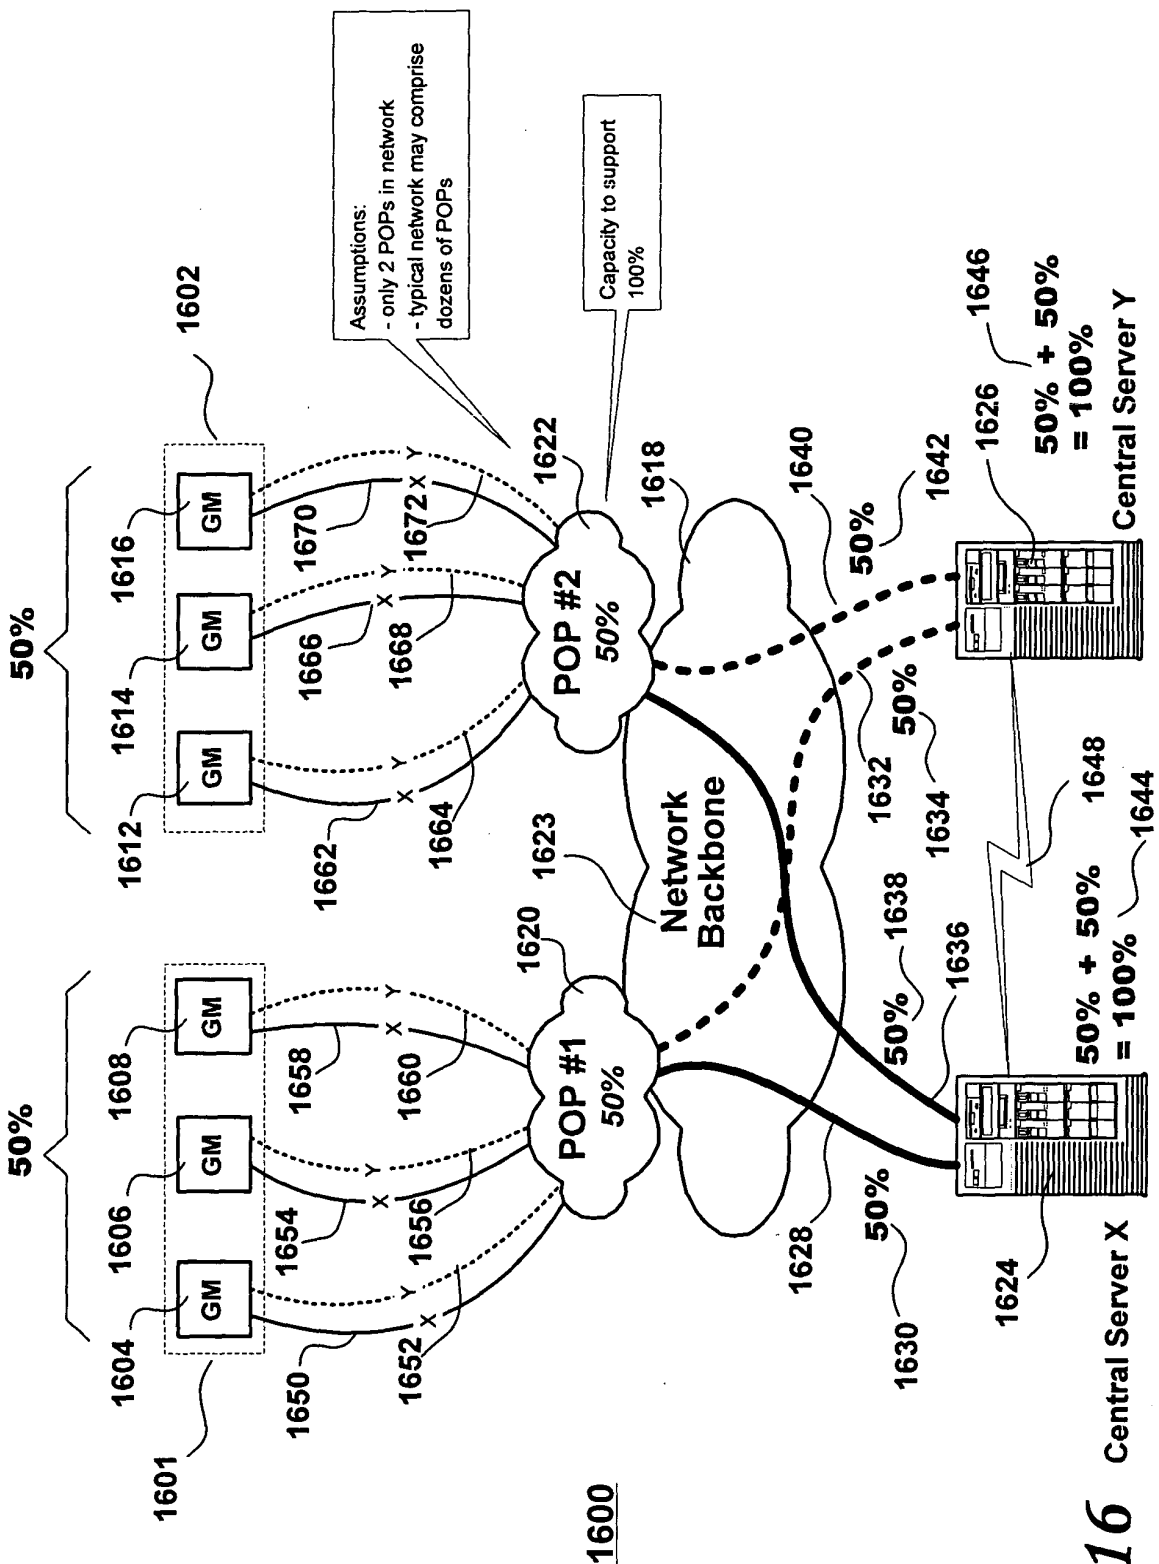 50%
50%
1601
1604
1606
1608
1612
1614
1616
1602
GM
GM
GM
GM
GM
GM
Assumptions:
- only 2 POPs in network
- typical network may comprise
dozens of POPs
1650
X
Y
1652
1654
X
Y
1656
1658
X
Y
1660
1662
X
Y
1664
1666
X
Y
1668
1670
X
Y
1672
Capacity to support
100%
1620
1623
1622
1618
POP #1
50%
POP #2
50%
1600
Network
Backbone
1628
50%
1630
50%
1638
1636
1632
50%
1634
1640
50%
1642
1624
1648
1626
1646
50% + 50%
= 100%
1644
50% + 50%
= 100%
Central Server X
Central Server Y
16